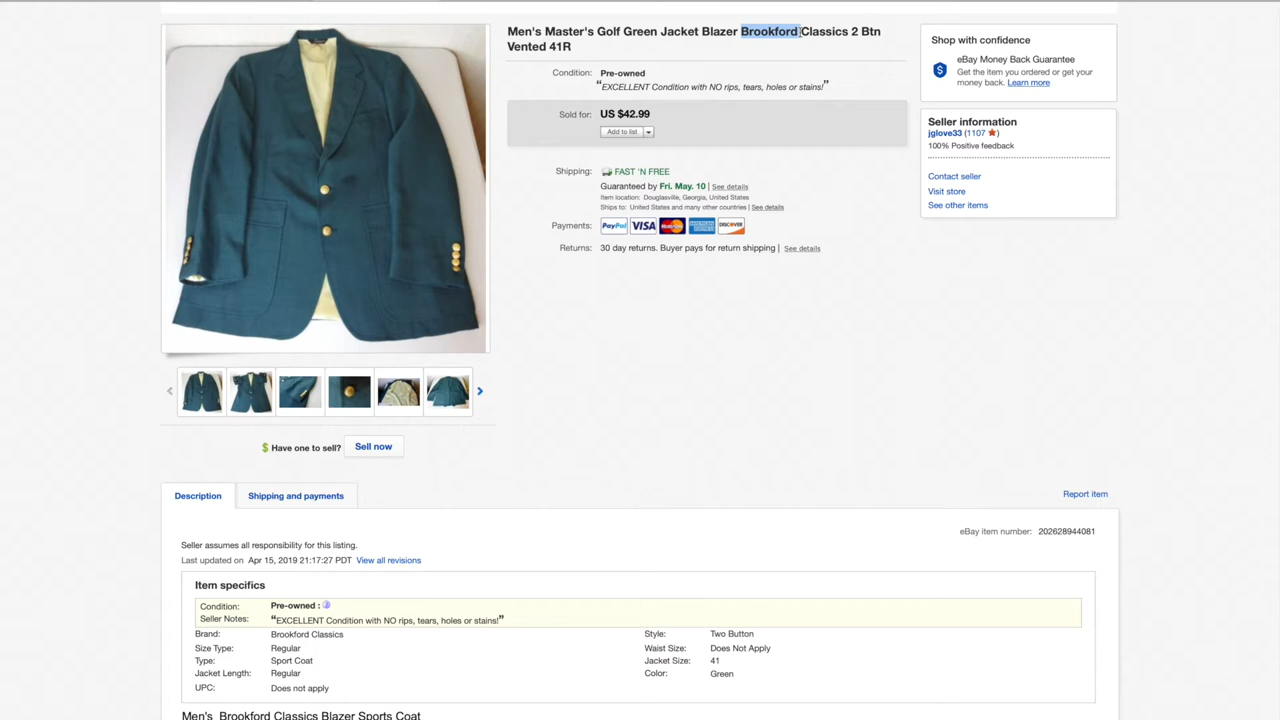 Men's Master's Golf Green Jacket Blazer Brookford Classics 2 Btn
Vented 41R
Condition: Pre-owned
“EXCELLENT Condition with NO rips, tears, holes or stains!”
Sold for: US $42.99
Add to list
Shipping: FAST 'N FREE
Guaranteed by Fri. May. 10 | See details
Item location: Douglasville, Georgia, United States
Ships to: United States and many other countries | See details
Payments: PayPal VISA MasterCard AMERICAN EXPRESS DISCOVER
Returns: 30 day returns. Buyer pays for return shipping | See details
Shop with confidence
eBay Money Back Guarantee
Get the item you ordered or get your
money back. Learn more
Seller information
jglove33 (1107 ★)
100% Positive feedback
Contact seller
Visit store
See other items
$ Have one to sell? Sell now
Description Shipping and payments Report item
eBay item number: 202628944081
Seller assumes all responsibility for this listing.
Last updated on Apr 15, 2019 21:17:27 PDT View all revisions
Item specifics
Condition: Pre-owned :
Seller Notes: “EXCELLENT Condition with NO rips, tears, holes or stains!”
Brand: Brookford Classics Style: Two Button
Size Type: Regular Waist Size: Does Not Apply
Type: Sport Coat Jacket Size: 41
Jacket Length: Regular Color: Green
UPC: Does not apply
Men's Brookford Classics Blazer Sports Coat